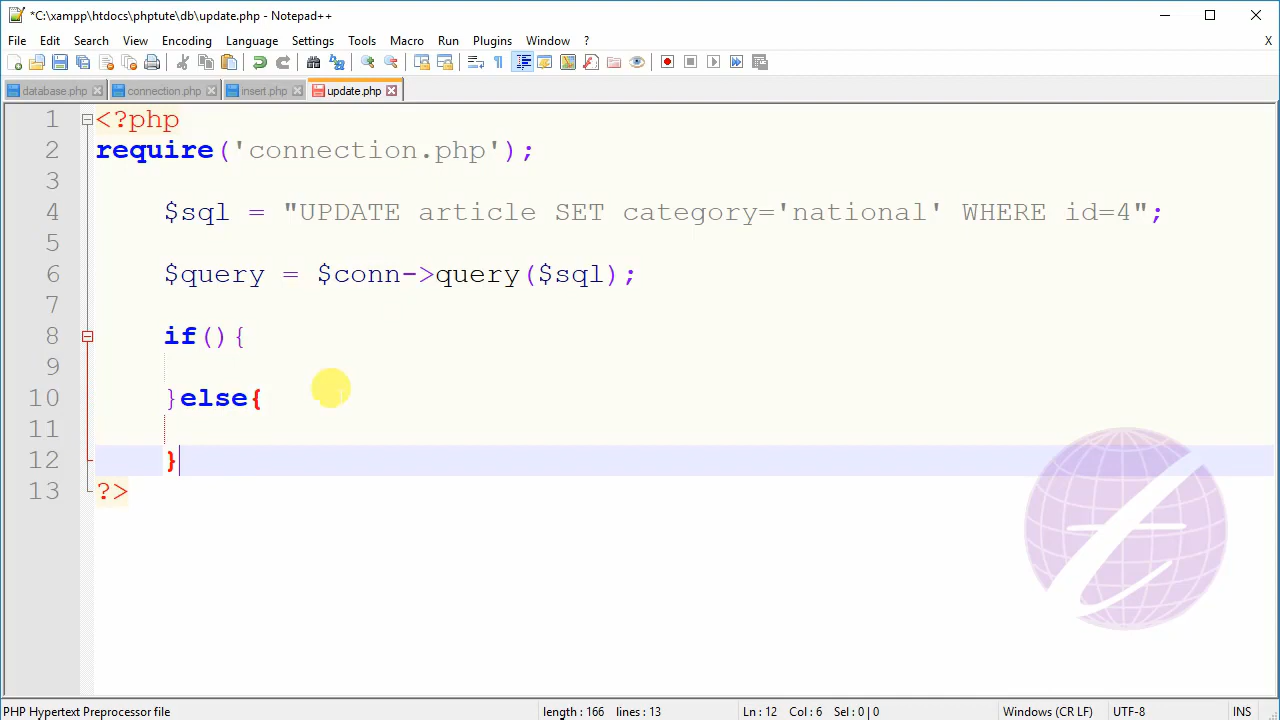 *C:\xampp\htdocs\phptute\db\update.php - Notepad++
File Edit Search View Encoding Language Settings Tools Macro Run Plugins Window ? X
database.php connection.php insert.php update.php
1 <?php
2 require('connection.php');
3
4 $sql = "UPDATE article SET category='national' WHERE id=4";
5
6 $query = $conn->query($sql);
7
8 if(){
9
10 }else{
11
12 }
13 ?>
PHP Hypertext Preprocessor file length : 166 lines : 13 Ln : 12 Col : 6 Sel : 0 | 0 Windows (CR LF) UTF-8 INS